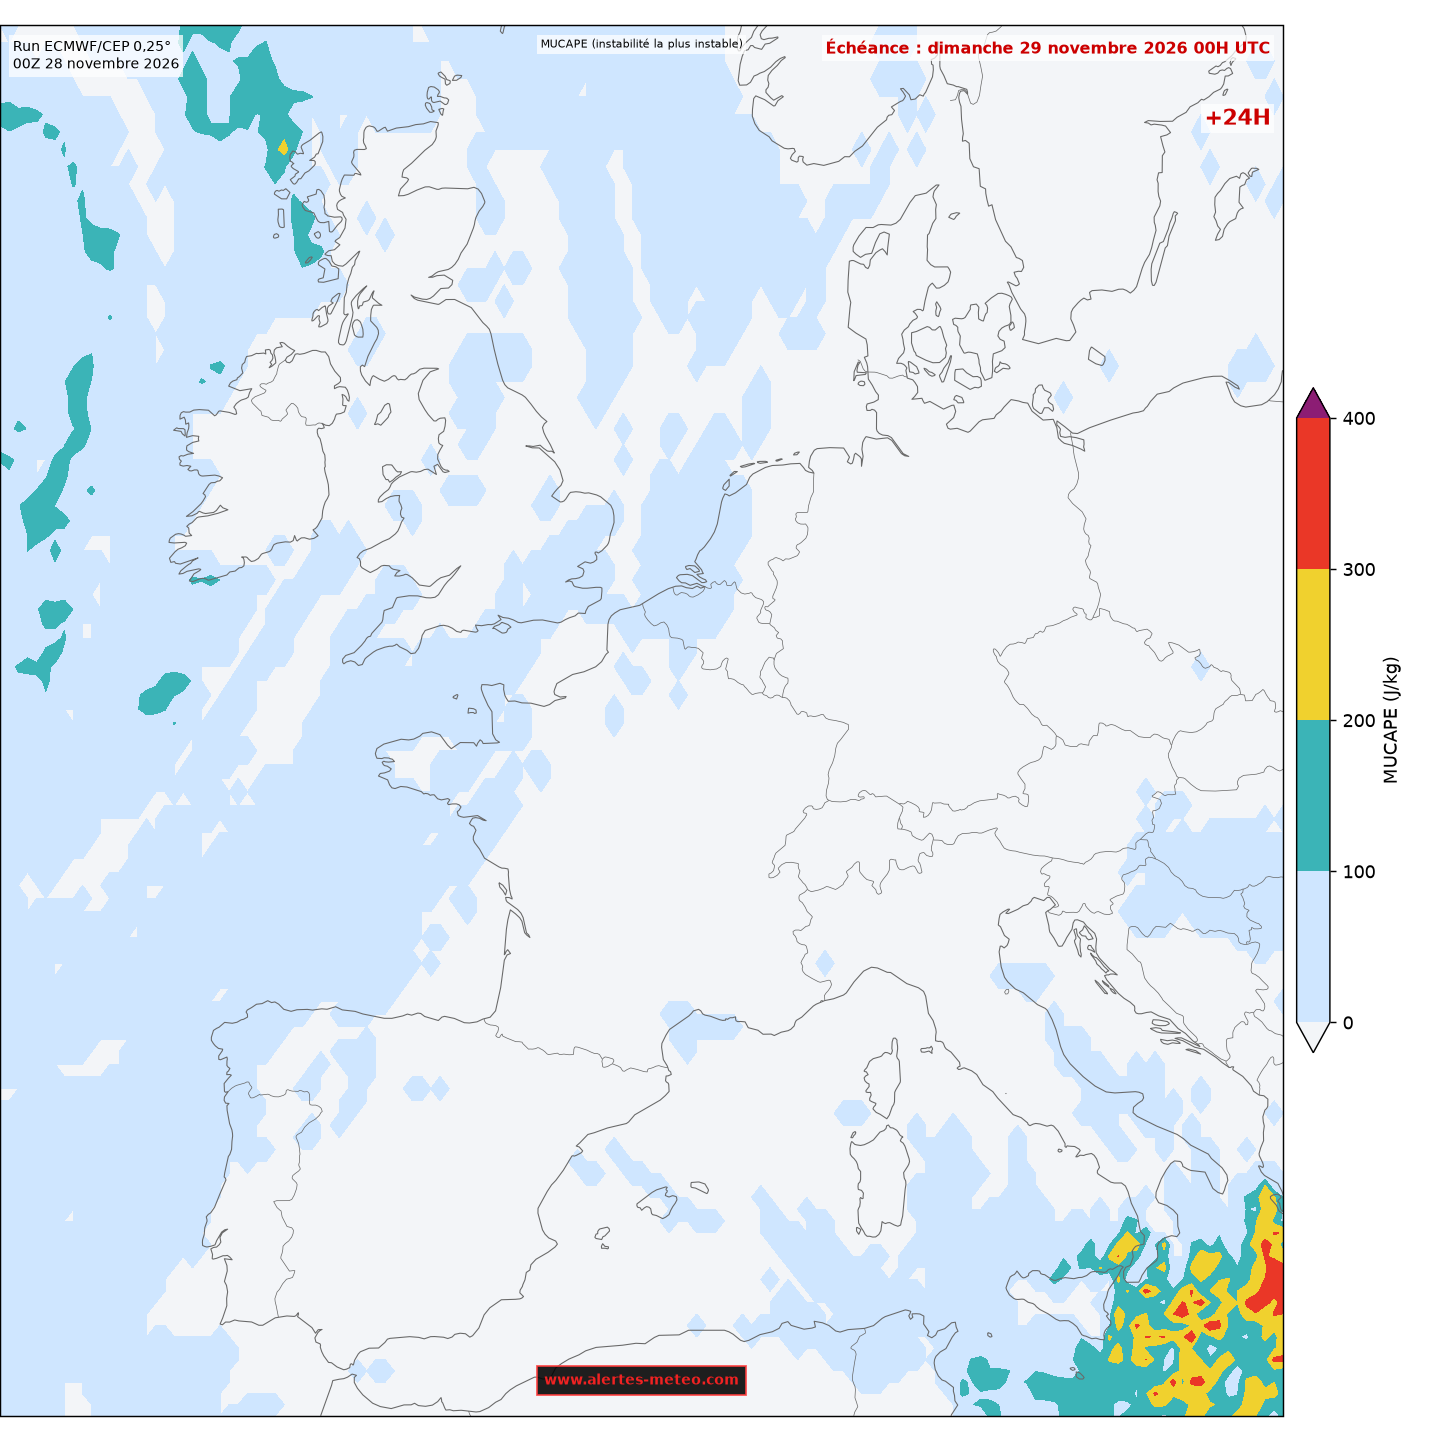 Run ECMWF/CEP 0,25°
00Z 28 novembre 2026
MUCAPE (instabilité la plus instable)
Échéance : dimanche 29 novembre 2026 00H UTC
+24H
400
300
200
100
0
MUCAPE (J/kg)
www.alertes-meteo.com